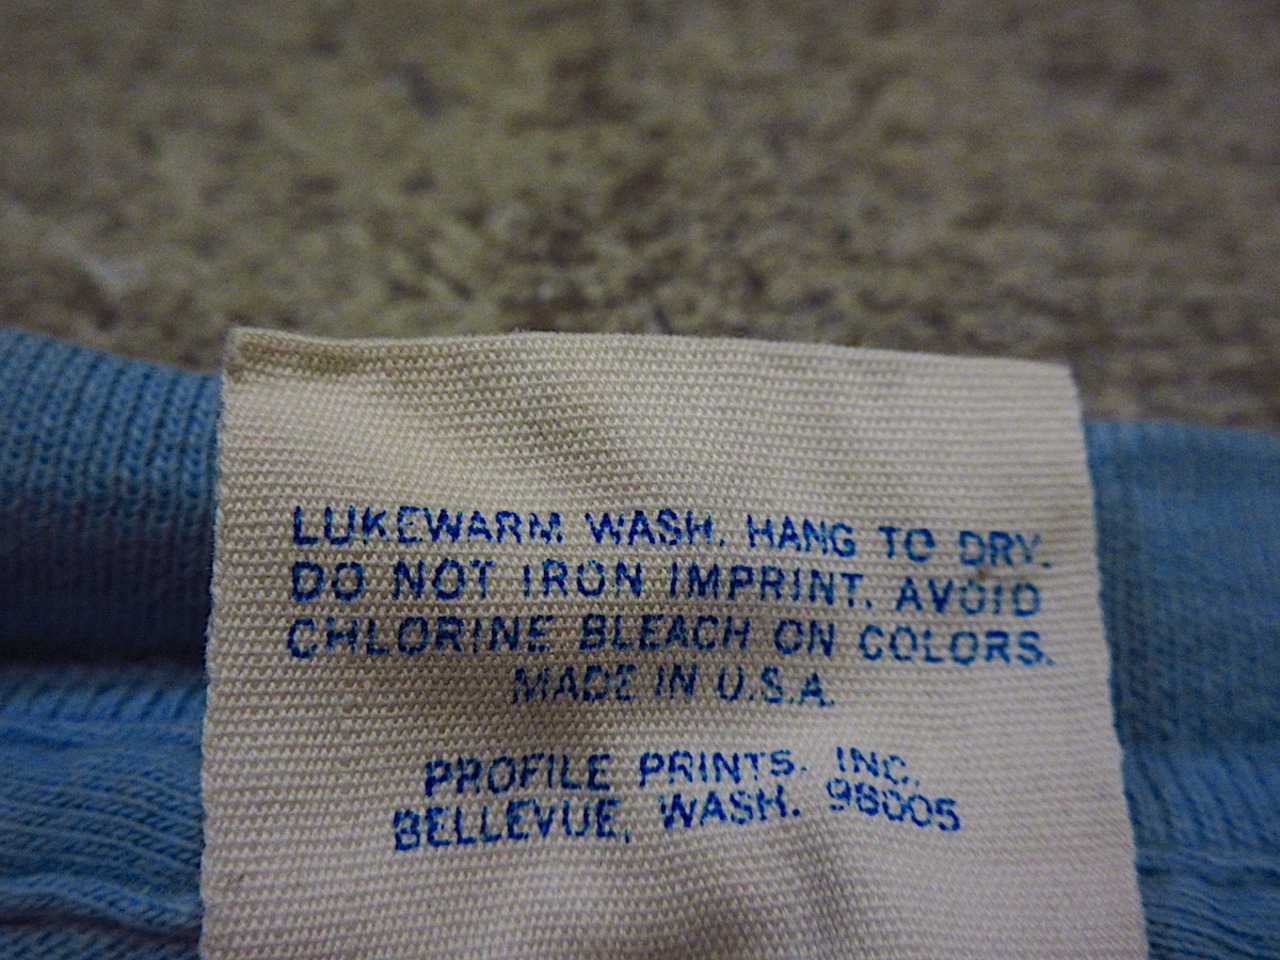 LUKEWARM WASH. HANG TO DRY.
DO NOT IRON IMPRINT. AVOID
CHLORINE BLEACH ON COLORS.
MADE IN U.S.A.
PROFILE PRINTS. INC.
BELLEVUE, WASH. 98005